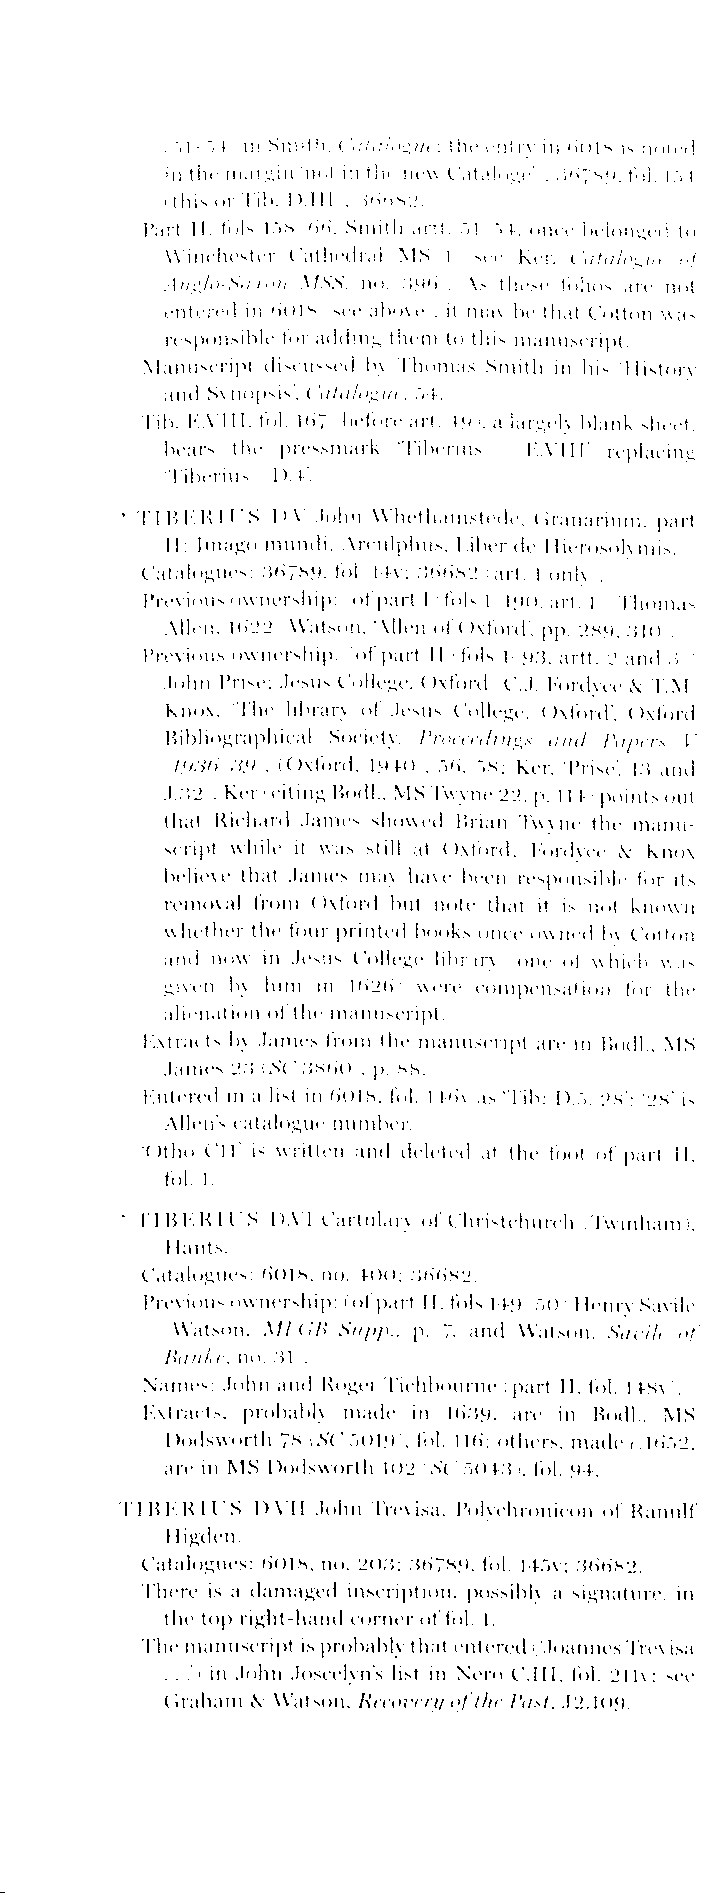 51–54) in Smith, Catalogue; the entry in 6018 is noted
in the margin 'not in the new Cataloge'), 36789, fol. 154
(this or Tib. D.III), 36682.
Part II, fols 158–66, Smith artt. 51–54, once belonged to
Winchester Cathedral MS 1: see Ker, Catalogue of
Anglo-Saxon MSS, no. 396. As these folios are not
entered in 6018 (see above), it may be that Cotton was
responsible for adding them to this manuscript.
Manuscript discussed by Thomas Smith in his 'History
and Synopsis', Catalogue, 54.
Tib. E.VIII, fol. 167 (before art. 49), a largely blank sheet,
bears the pressmark 'Tiberius E.VIII' replacing
'Tiberius D.4'.
* TIBERIUS D.V John Whethamstede, Granarium, part
II; Imago mundi, Arculphus, Liber de Hierosolymis.
Catalogues: 36789, fol. 14v; 36682 (art. 1 only).
Previous ownership: (of part I (fols 1–190, art. 1)) Thomas
Allen, 1622 (Watson, 'Allen of Oxford', pp. 289, 310).
Previous ownership: (of part II (fols 1–93, artt. 2 and 3))
John Prise; Jesus College, Oxford (C.J. Fordyce & T.M.
Knox, 'The library of Jesus College, Oxford', Oxford
Bibliographical Society, Proceedings and Papers V
(1936–39), (Oxford, 1940), 56, 58; Ker, 'Prise', 13 and
J.32). Ker (citing Bodl., MS Twyne 22, p. 114) points out
that Richard James showed Brian Twyne the manu-
script while it was still at Oxford. Fordyce & Knox
believe that James may have been responsible for its
removal from Oxford but note that it is not known
whether the four printed books once owned by Cotton
and now in Jesus College library (one of which was
given by him in 1626) were compensation for the
alienation of the manuscript.
Extracts by James from the manuscript are in Bodl., MS
James 23 (SC 3860), p. 88.
Entered in a list in 6018, fol. 146v as 'Tib: D.5. 28': '28' is
Allen's catalogue number.
'Otho C11' is written and deleted at the foot of part II,
fol. 1.
* TIBERIUS D.VI Cartulary of Christchurch (Twinham),
Hants.
Catalogues: 6018, no. 400; 36682.
Previous ownership: (of part II, fols 149–50) Henry Savile
(Watson, MLGB Supp., p. 7, and Watson, Savile of
Banke, no. 31).
Names: John and Roger Tichbourne (part II, fol. 148v).
Extracts, probably made in 1639, are in Bodl., MS
Dodsworth 78 (SC 5019), fol. 116; others, made c.1652,
are in MS Dodsworth 102 (SC 5043), fol. 94.
TIBERIUS D.VII John Trevisa, Polychronicon of Ranulf
Higden.
Catalogues: 6018, no. 203; 36789, fol. 145v; 36682.
There is a damaged inscription, possibly a signature, in
the top right-hand corner of fol. 1.
The manuscript is probably that entered ('Joannes Trevisa
. . .') in John Joscelyn's list in Nero C.III, fol. 211v: see
Graham & Watson, Recovery of the Past, J2.109.